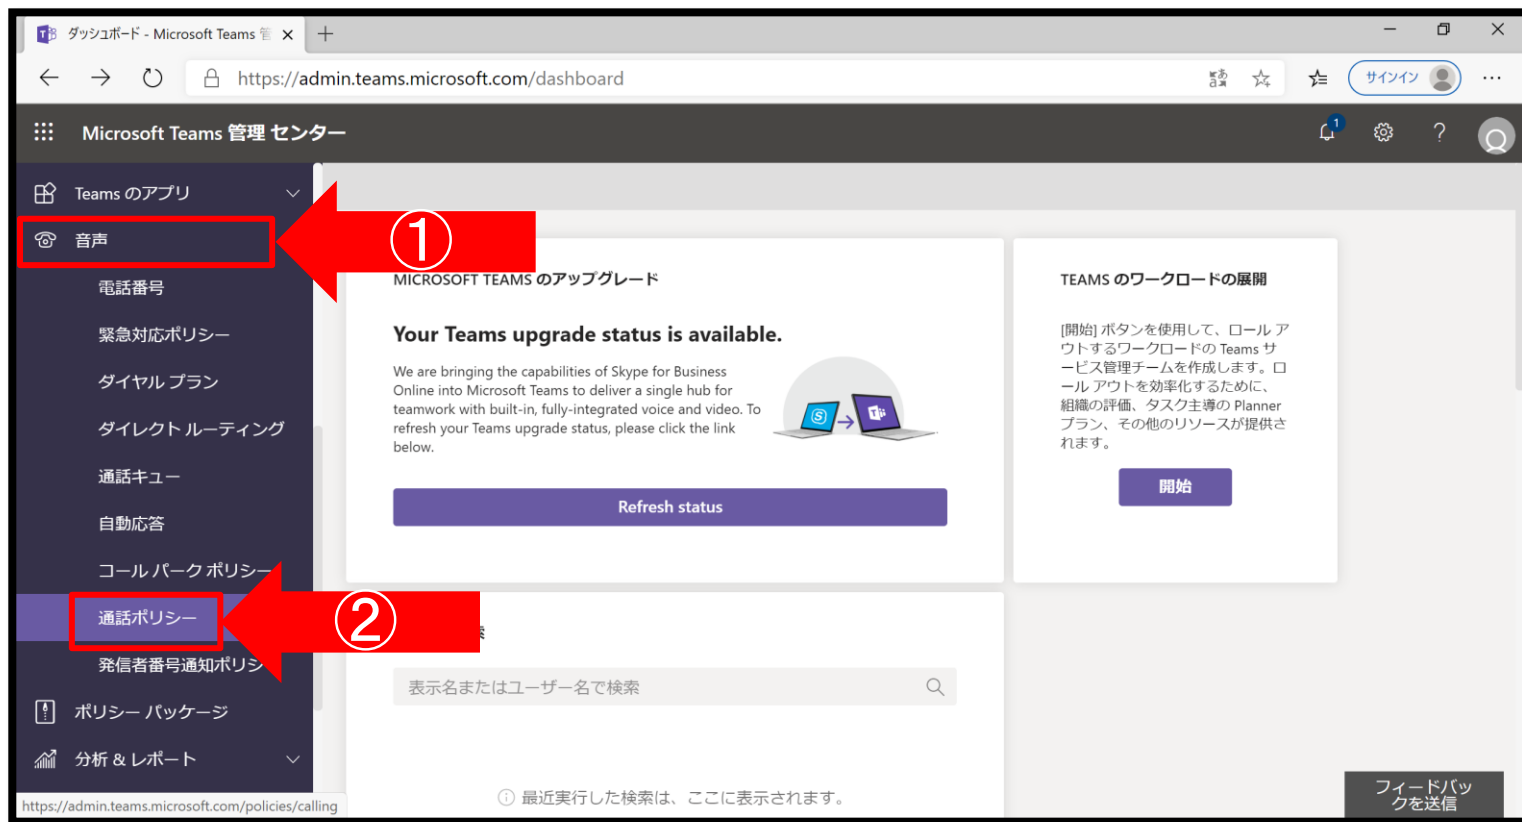 ダッシュボード - Microsoft Teams 管
https://admin.teams.microsoft.com/dashboard
サインイン
Microsoft Teams 管理 センター
1
?
Teams のアプリ
音声
①
電話番号
緊急対応ポリシー
ダイヤル プラン
ダイレクト ルーティング
通話キュー
自動応答
コール パーク ポリシー
通話ポリシー
②
発信者番号通知ポリシ
ポリシー パッケージ
分析 & レポート
https://admin.teams.microsoft.com/policies/calling
MICROSOFT TEAMS のアップグレード
Your Teams upgrade status is available.
We are bringing the capabilities of Skype for Business
Online into Microsoft Teams to deliver a single hub for
teamwork with built-in, fully-integrated voice and video. To
refresh your Teams upgrade status, please click the link
below.
Refresh status
TEAMS のワークロードの展開
[開始] ボタンを使用して、ロール ア
ウトするワークロードの Teams サ
ービス管理チームを作成します。ロ
ール アウトを効率化するために、
組織の評価、タスク主導の Planner
プラン、その他のリソースが提供さ
れます。
開始
表示名またはユーザー名で検索
最近実行した検索は、ここに表示されます。
フィードバッ
クを送信